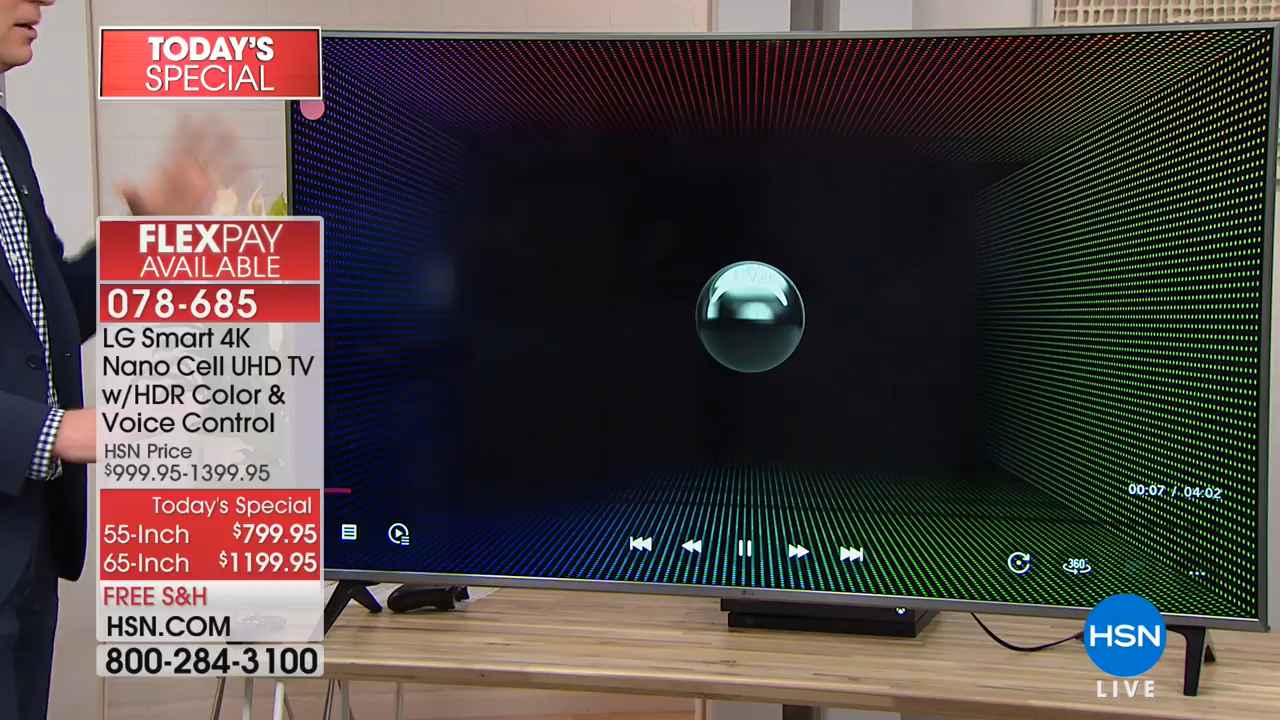 TODAY'S
SPECIAL
FLEXPAY
AVAILABLE
078-685
LG Smart 4K
Nano Cell UHD TV
w/HDR Color &
Voice Control
HSN Price
$999.95-1399.95
Today's Special
55-Inch $799.95
65-Inch $1199.95
FREE S&H
HSN.COM
800-284-3100
00:07 / 04:02
360°
LG
HSN
LIVE